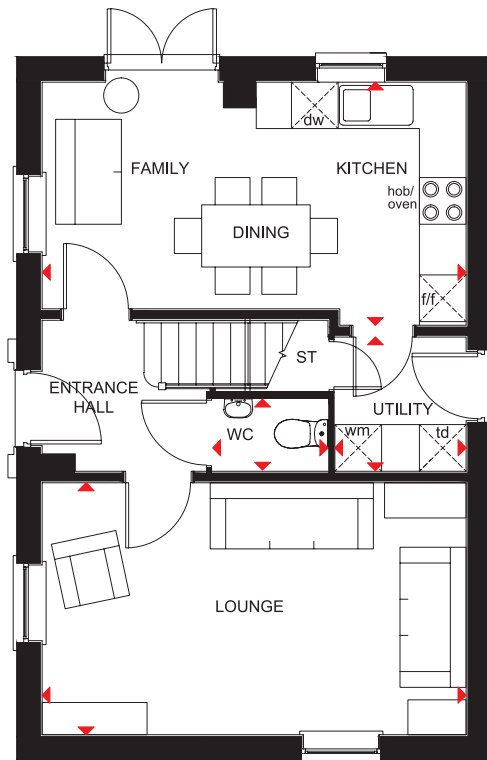 dw
FAMILY
KITCHEN
hob/
oven
DINING
f/f
ST
ENTRANCE
HALL
UTILITY
WC
wm
td
LOUNGE